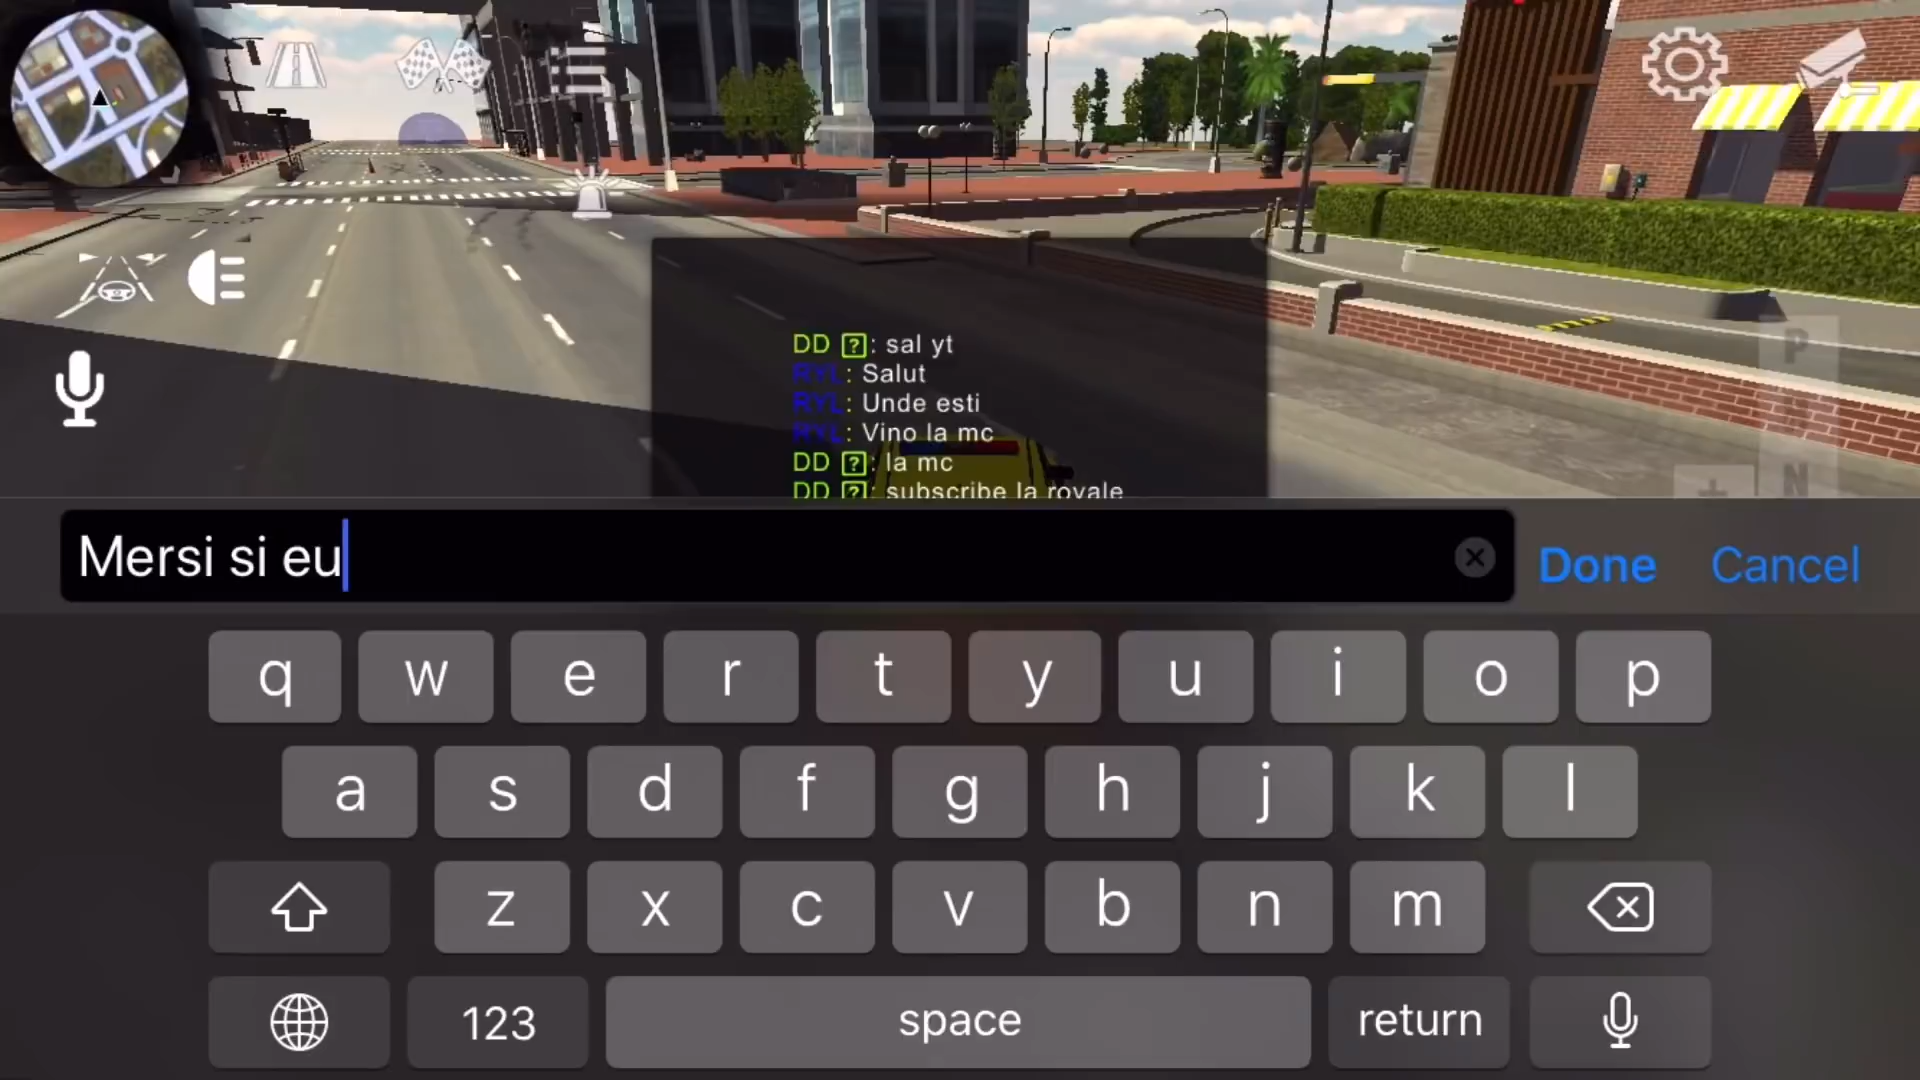 DD ?: sal yt
RYL: Salut
RYL: Unde esti
RYL: Vino la mc
DD ?: la mc
DD ?: subscribe la royale
Mersi si eu
Done
Cancel
q w e r t y u i o p
a s d f g h j k l
z x c v b n m
123
space
return
P
N